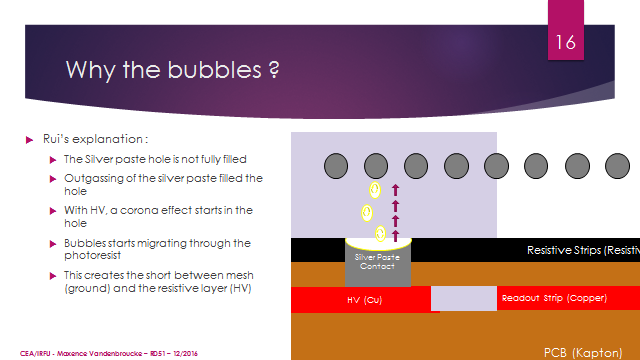 16
Why the bubbles ?
Rui's explanation :
The Silver paste hole is not fully filled
Outgassing of the silver paste filled the
hole
With HV, a corona effect starts in the
hole
Bubbles starts migrating through the
photoresist
This creates the short between mesh
(ground) and the resistive layer (HV)
Resistive Strips (Resisti
Silver Paste
Contact
HV (Cu)
Readout Strip (Copper)
PCB (Kapton)
CEA/IRFU - Maxence Vandenbroucke – RD51 – 12/2016